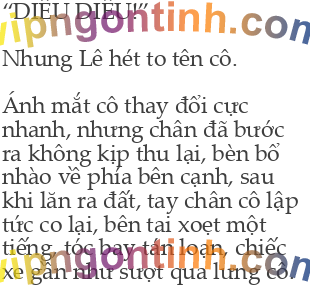 “DIÊU DIÊU!”
vipngontinh.com
Nhung Lê hét to tên cô.
Ánh mắt cô thay đổi cực
nhanh, nhưng chân đã bước
ra không kịp thu lại, bèn bổ
nhào về phía bên cạnh, sau
khi lăn ra đất, tay chân cô lập
tức co lại, bên tai xoẹt một
tiếng, tóc bay tán loạn, chiếc
vipngontinh.com
xe gần như sượt qua lưng cô.